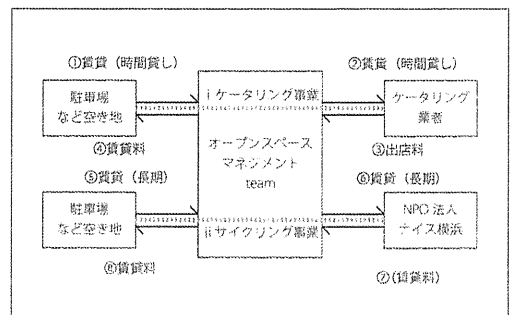 ①賃貸（時間貸し）
②賃貸（時間貸し）
駐車場
など空き地
ⅰケータリング事業
ケータリング
業者
④賃貸料
オープンスペース
マネジメント
team
③出店料
⑤賃貸（長期）
⑥賃貸（長期）
駐車場
など空き地
ⅱサイクリング事業
NPO 法人
ナイス横浜
⑧賃貸料
⑦(賃貸料)